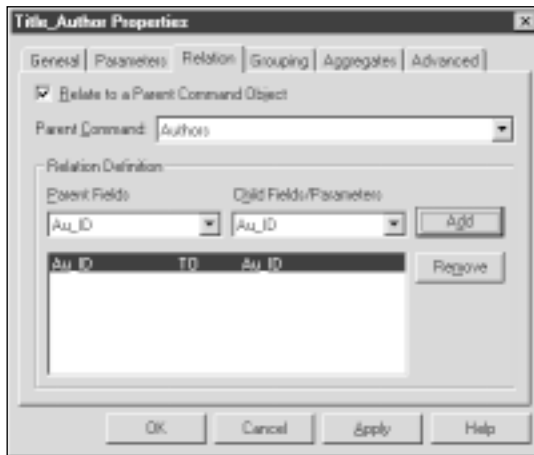 Title_Author Properties
General Parameters Relation Grouping Aggregates Advanced
Relate to a Parent Command Object
Parent Command: Authors
Relation Definition
Parent Fields Child Fields/Parameters
Au_ID Au_ID Add
Au_ID TO Au_ID
Remove
OK Cancel Apply Help